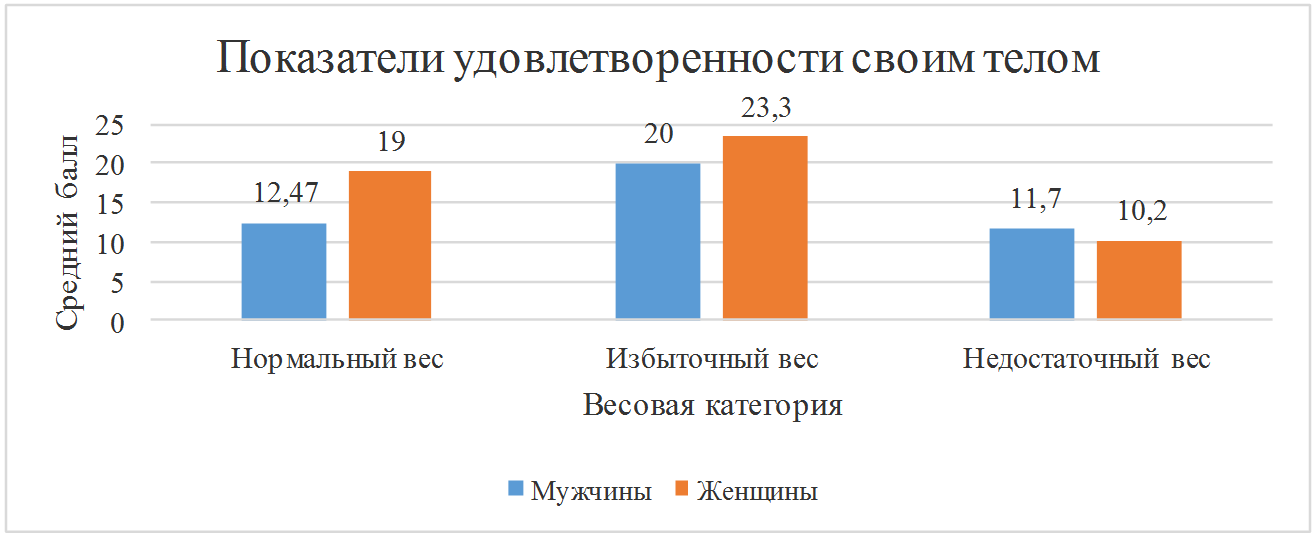 Показатели удовлетворенности своим телом
Средний балл
25
20
15
10
5
0
12,47
19
20
23,3
11,7
10,2
Нормальный вес
Избыточный вес
Недостаточный вес
Весовая категория
Мужчины
Женщины